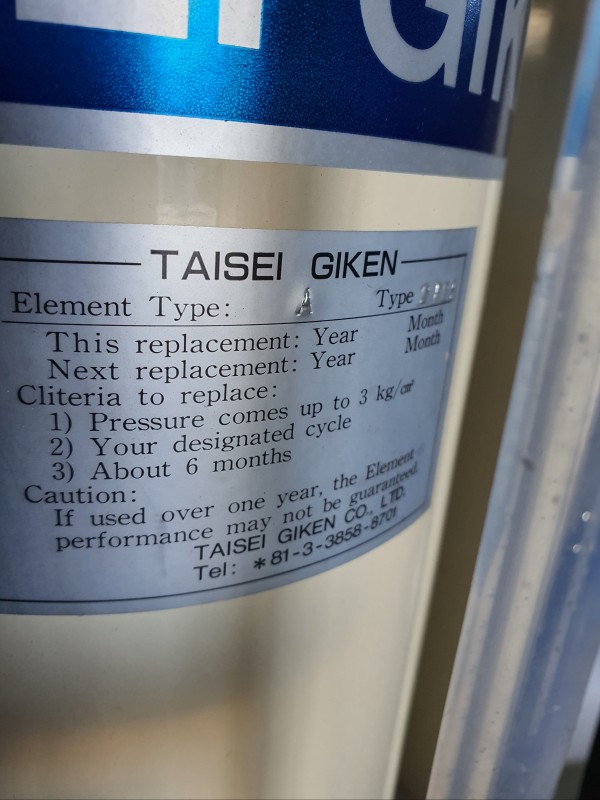 GIK
TAISEI GIKEN
Element Type: A Type
This replacement: Year Month
Next replacement: Year Month
Cliteria to replace:
1) Pressure comes up to 3 kg/cm²
2) Your designated cycle
3) About 6 months
Caution:
If used over one year, the Element
performance may not be guaranteed.
TAISEI GIKEN CO., LTD.
Tel: *81-3-3858-8701